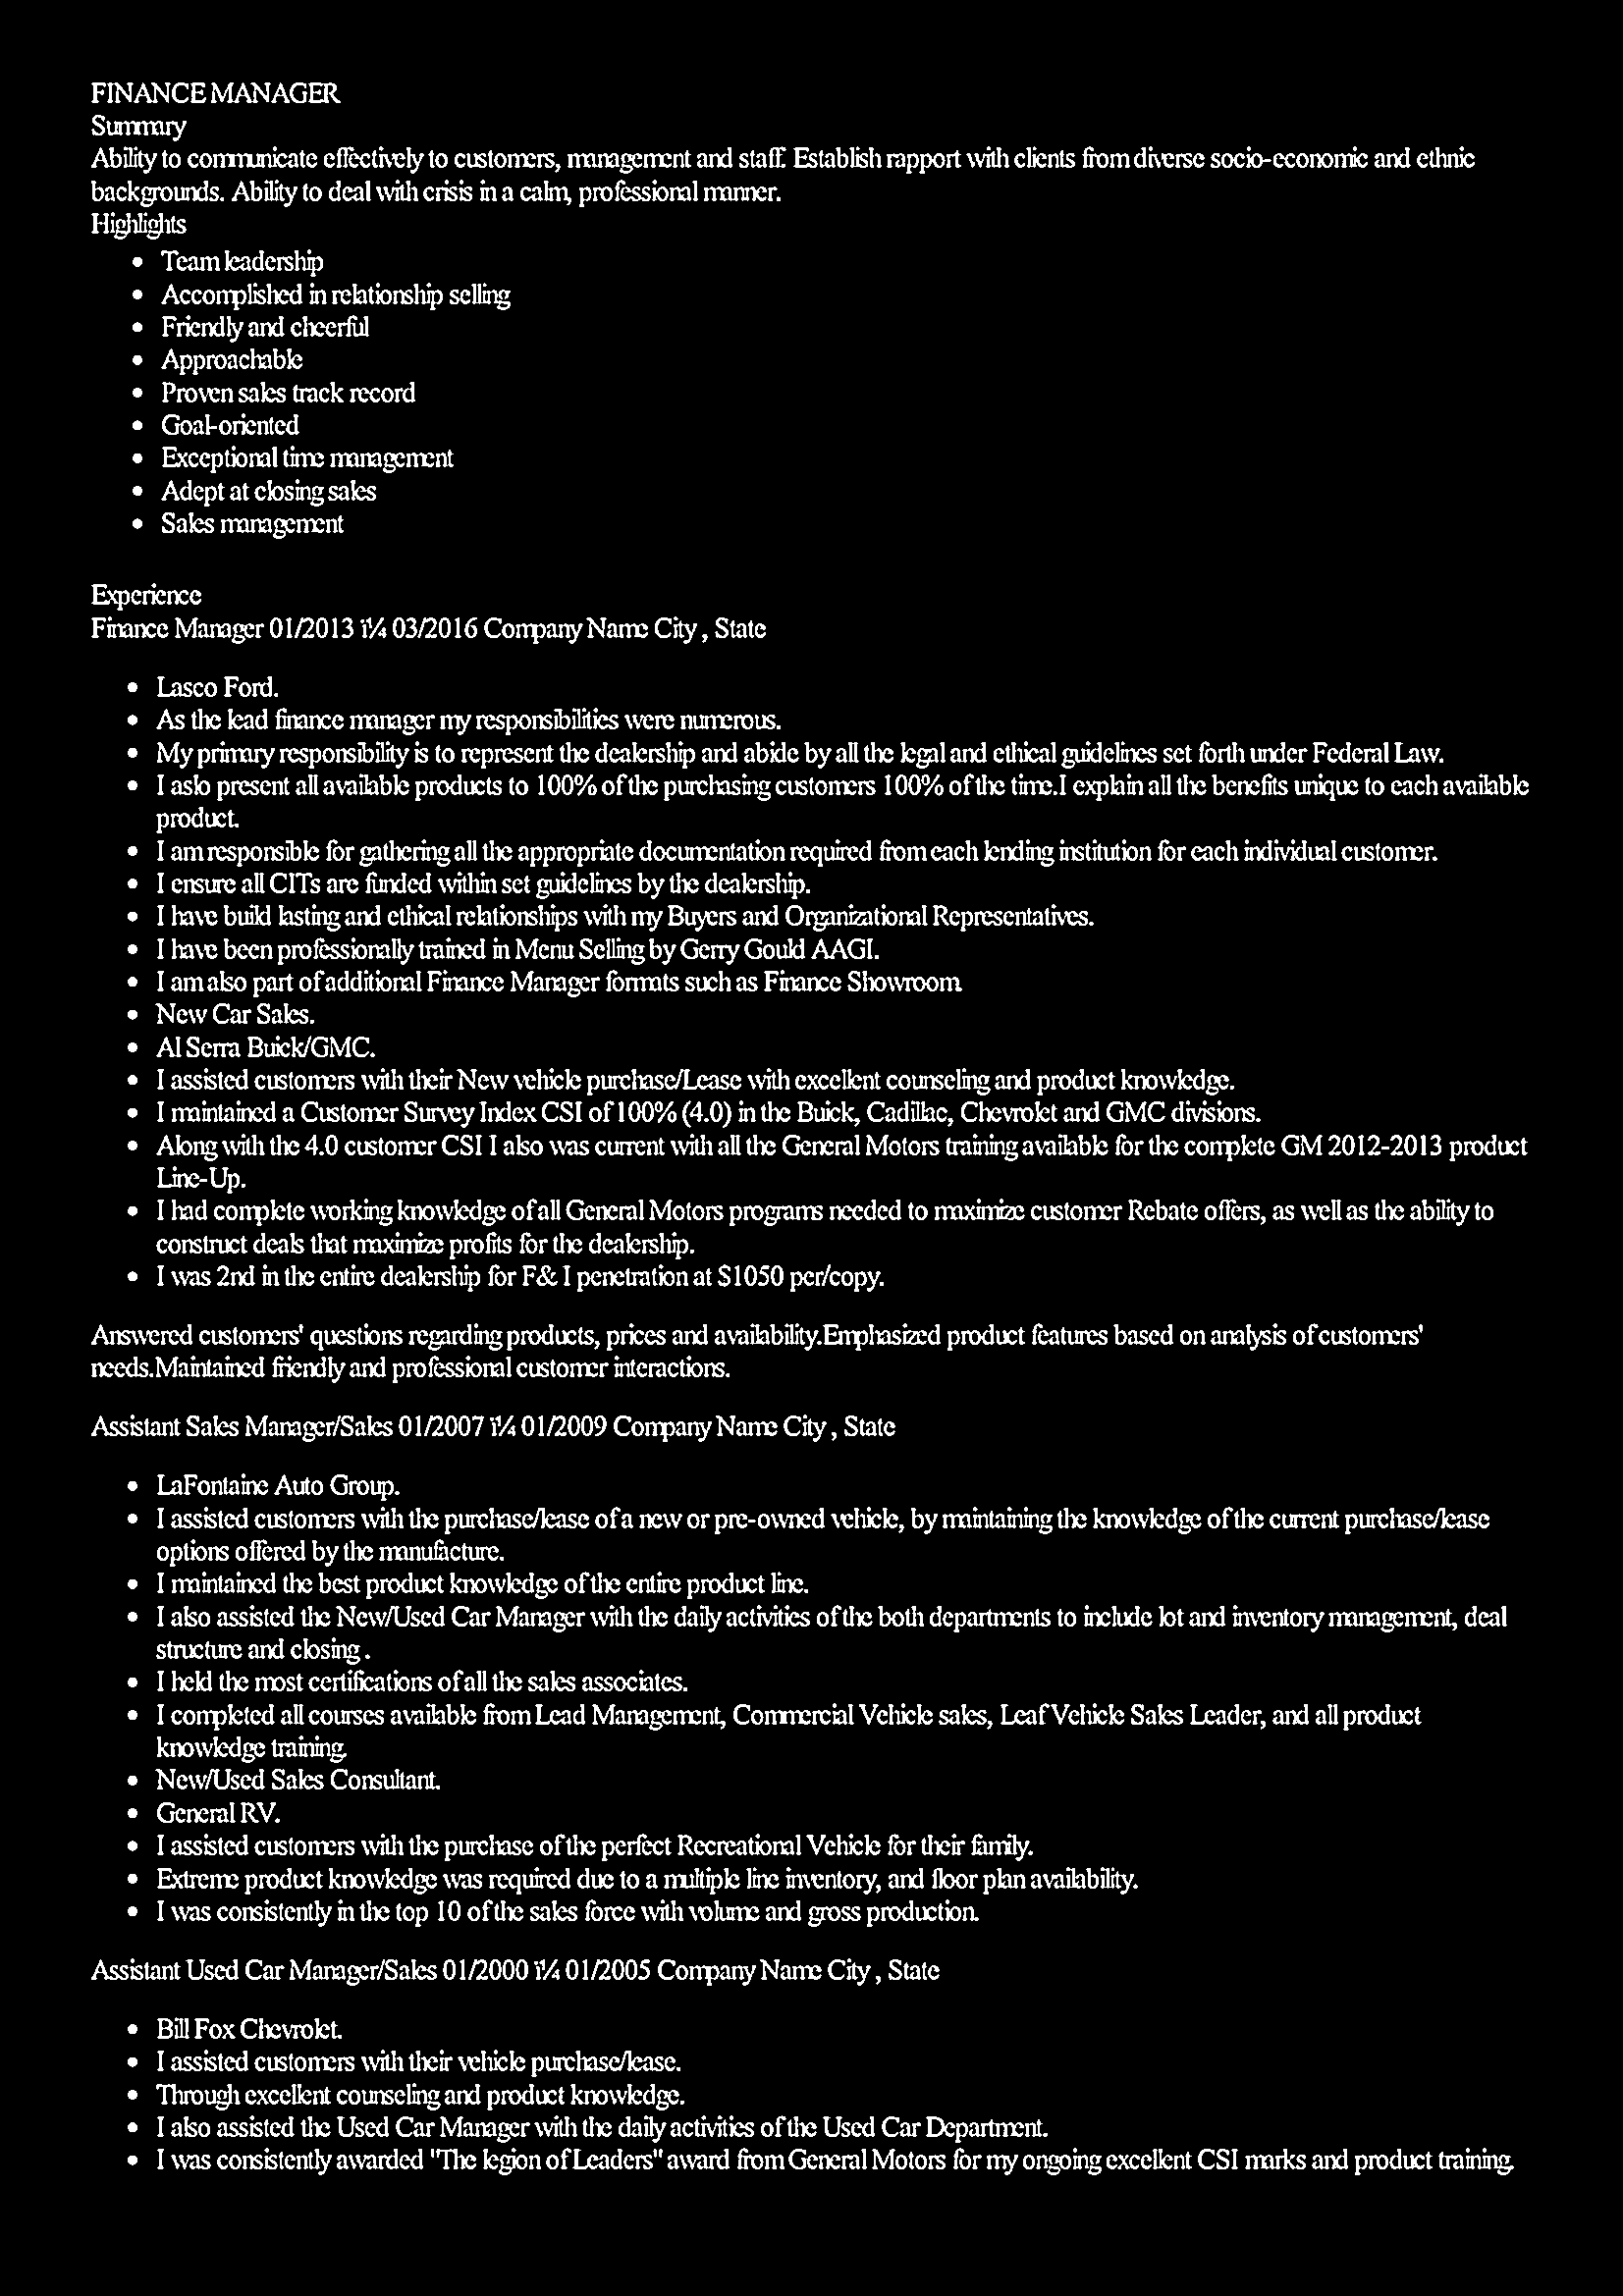 FINANCE MANAGER
Summary
Ability to communicate effectively to customers, management and staff. Establish rapport with clients from diverse socio-economic and ethnic
backgrounds. Ability to deal with crisis in a calm, professional manner.
Highlights
• Team leadership
• Accomplished in relationship selling
• Friendly and cheerful
• Approachable
• Proven sales track record
• Goal-oriented
• Exceptional time management
• Adept at closing sales
• Sales management
Experience
Finance Manager 01/2013 ï¼ 03/2016 Company Name City , State
• Lasco Ford.
• As the lead finance manager my responsibilities were numerous.
• My primary responsibility is to represent the dealership and abide by all the legal and ethical guidelines set forth under Federal Law.
• I aslo present all available products to 100% of the purchasing customers 100% of the time.I explain all the benefits unique to each available
product.
• I am responsible for gathering all the appropriate documentation required from each lending institution for each individual customer.
• I ensure all CITs are funded within set guidelines by the dealership.
• I have build lasting and ethical relationships with my Buyers and Organizational Representatives.
• I have been professionally trained in Menu Selling by Gerry Gould AAGI.
• I am also part of additional Finance Manager formats such as Finance Showroom.
• New Car Sales.
• Al Serra Buick/GMC.
• I assisted customers with their New vehicle purchase/Lease with excellent counseling and product knowledge.
• I maintained a Customer Survey Index CSI of 100% (4.0) in the Buick, Cadillac, Chevrolet and GMC divisions.
• Along with the 4.0 customer CSI I also was current with all the General Motors training available for the complete GM 2012-2013 product
Line-Up.
• I had complete working knowledge of all General Motors programs needed to maximize customer Rebate offers, as well as the ability to
construct deals that maximize profits for the dealership.
• I was 2nd in the entire dealership for F& I penetration at $1050 per/copy.
Answered customers' questions regarding products, prices and availability.Emphasized product features based on analysis of customers'
needs.Maintained friendly and professional customer interactions.
Assistant Sales Manager/Sales 01/2007 ï¼ 01/2009 Company Name City , State
• LaFontaine Auto Group.
• I assisted customers with the purchase/lease of a new or pre-owned vehicle, by maintaining the knowledge of the current purchase/lease
options offered by the manufacture.
• I maintained the best product knowledge of the entire product line.
• I also assisted the New/Used Car Manager with the daily activities of the both departments to include lot and inventory management, deal
structure and closing .
• I held the most certifications of all the sales associates.
• I completed all courses available from Lead Management, Commercial Vehicle sales, Leaf Vehicle Sales Leader, and all product
knowledge training.
• New/Used Sales Consultant.
• General RV.
• I assisted customers with the purchase of the perfect Recreational Vehicle for their family.
• Extreme product knowledge was required due to a multiple line inventory, and floor plan availability.
• I was consistently in the top 10 of the sales force with volume and gross production.
Assistant Used Car Manager/Sales 01/2000 ï¼ 01/2005 Company Name City , State
• Bill Fox Chevrolet.
• I assisted customers with their vehicle purchase/lease.
• Through excellent counseling and product knowledge.
• I also assisted the Used Car Manager with the daily activities of the Used Car Department.
• I was consistently awarded "The legion of Leaders" award from General Motors for my ongoing excellent CSI marks and product training.